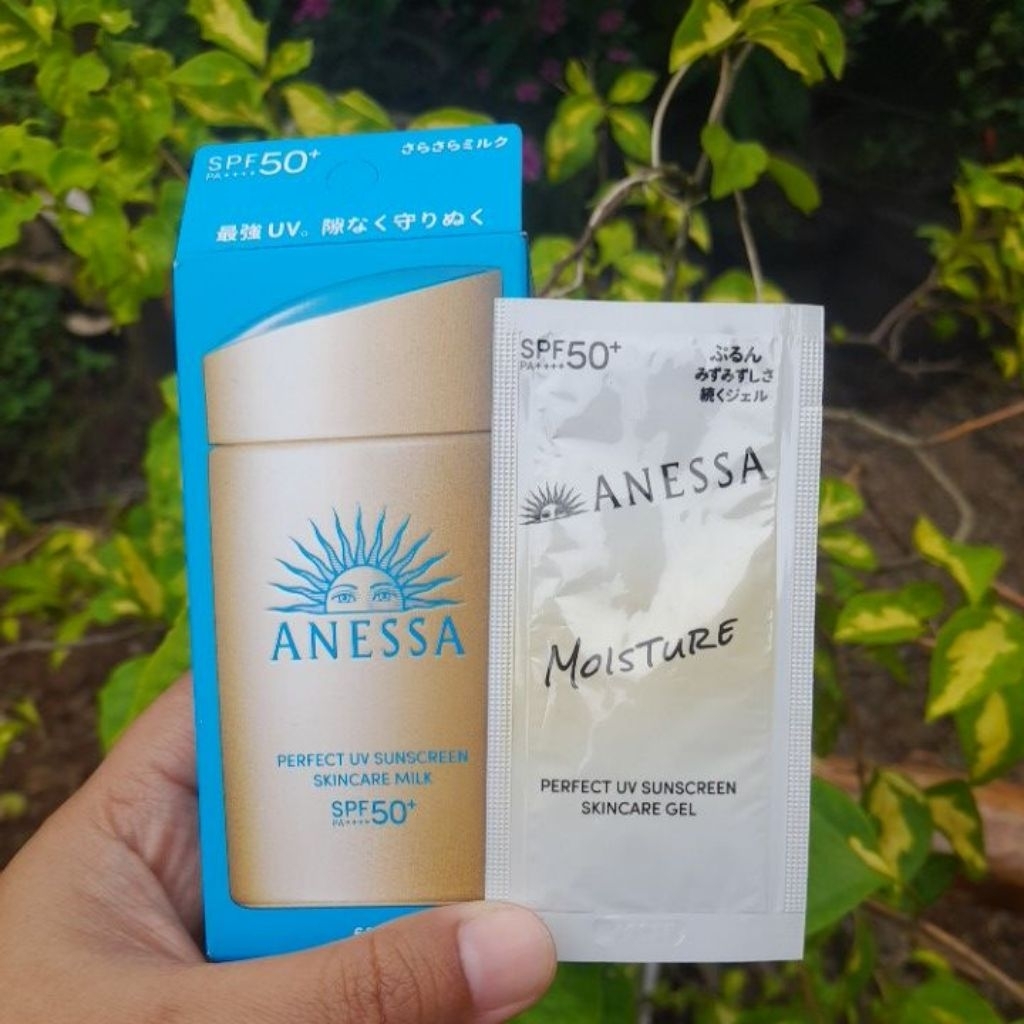 SPF50+
PA++++
さらさらミルク
最強UV。隙なく守りぬく
ANESSA
PERFECT UV SUNSCREEN
SKINCARE MILK
SPF50+
PA++++
SPF50+
PA++++
ぷるん
みずみずしさ
続くジェル
ANESSA
MOISTURE
PERFECT UV SUNSCREEN
SKINCARE GEL